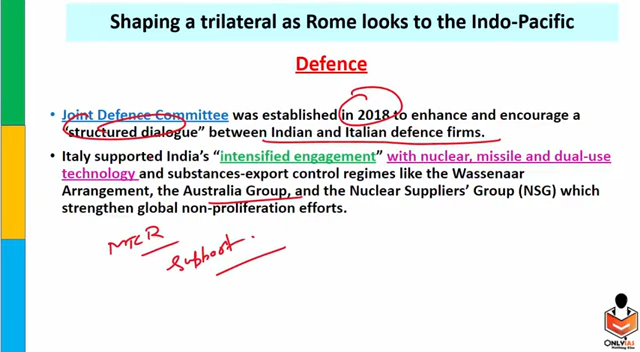 Shaping a trilateral as Rome looks to the Indo-Pacific
Defence
Joint Defence Committee was established in 2018 to enhance and encourage a
"structured dialogue" between Indian and Italian defence firms.
Italy supported India's "intensified engagement" with nuclear, missile and dual-use
technology and substances-export control regimes like the Wassenaar
Arrangement, the Australia Group, and the Nuclear Suppliers' Group (NSG) which
strengthen global non-proliferation efforts.
MTCR
support
ONLYIAS